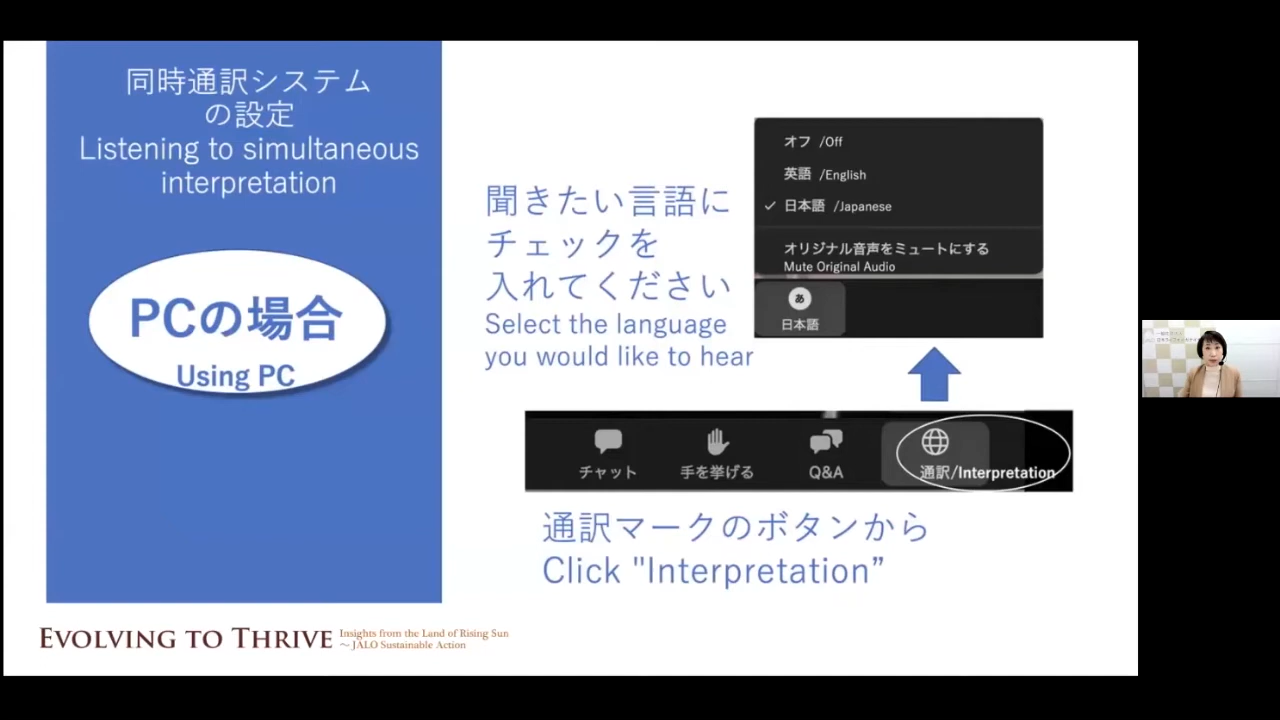 同時通訳システム
の設定
Listening to simultaneous
interpretation
PCの場合
Using PC
聞きたい言語に
チェックを
入れてください
Select the language
you would like to hear
オフ /Off
英語 /English
✓ 日本語 /Japanese
オリジナル音声をミュートにする
Mute Original Audio
あ
日本語
チャット
手を挙げる
Q&A
通訳/Interpretation
通訳マークのボタンから
Click "Interpretation”
EVOLVING TO THRIVE
Insights from the Land of Rising Sun
～JALO Sustainable Action